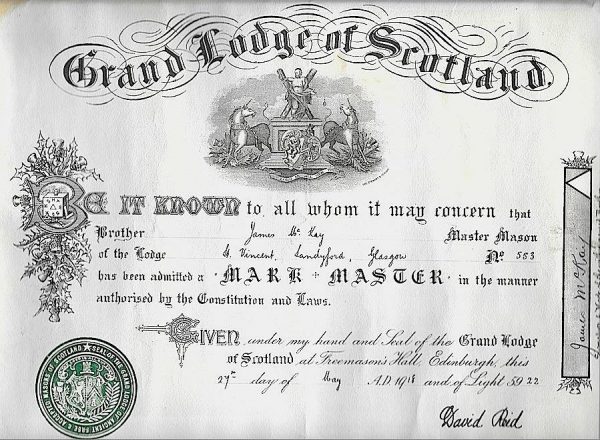 Grand Lodge of Scotland.
BE IT KNOWN to all whom it may concern that
Brother James Mc Kay Master Mason
of the Lodge St. Vincent, Sandyford, Glasgow No 553
has been admitted a MARK MASTER in the manner
authorised by the Constitution and Laws.
GIVEN under my hand and Seal of the Grand Lodge
of Scotland at Freemason's Hall, Edinburgh, this
27th day of May A.D. 1918 and of Light 5922
David Reid
James McKay